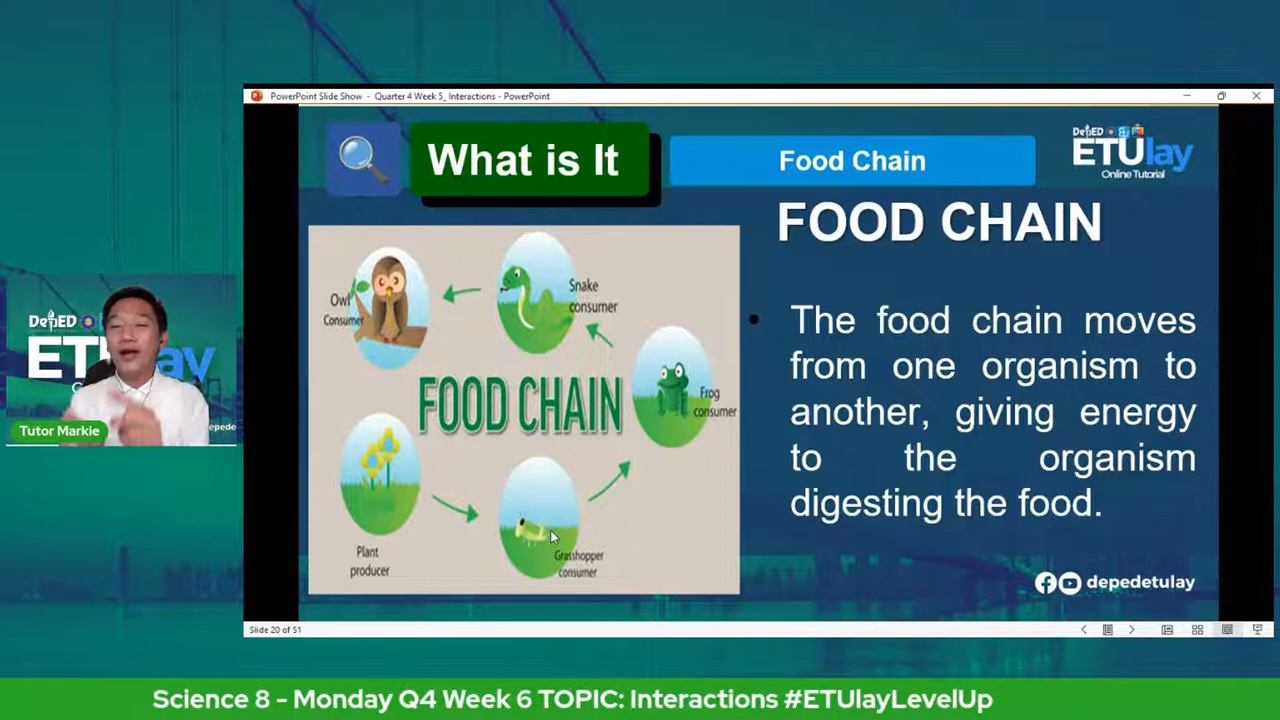 PowerPoint Slide Show - Quarter 4 Week 5_ Interactions - PowerPoint
What is It
Food Chain
DepED
ETUlay
Online Tutorial
FOOD CHAIN
The food chain moves
from one organism to
another, giving energy
to the organism
digesting the food.
Owl
Consumer
Snake
consumer
Frog
consumer
FOOD CHAIN
Plant
producer
Grasshopper
consumer
DepED
ETUlay
Tutor Markie
depedetulay
Slide 20 of 51
Science 8 - Monday Q4 Week 6 TOPIC: Interactions #ETUlayLevelUp